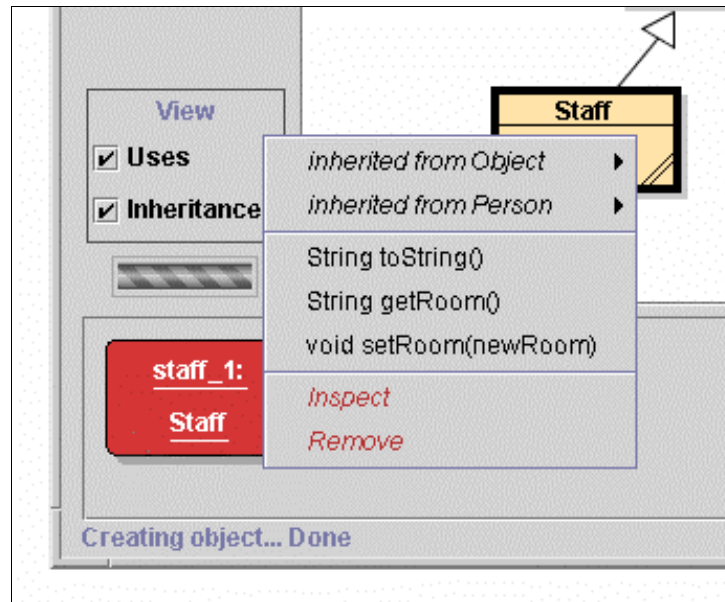 View
Uses
Inheritance
Staff
inherited from Object
inherited from Person
String toString()
String getRoom()
void setRoom(newRoom)
Inspect
Remove
staff_1:
Staff
Creating object... Done